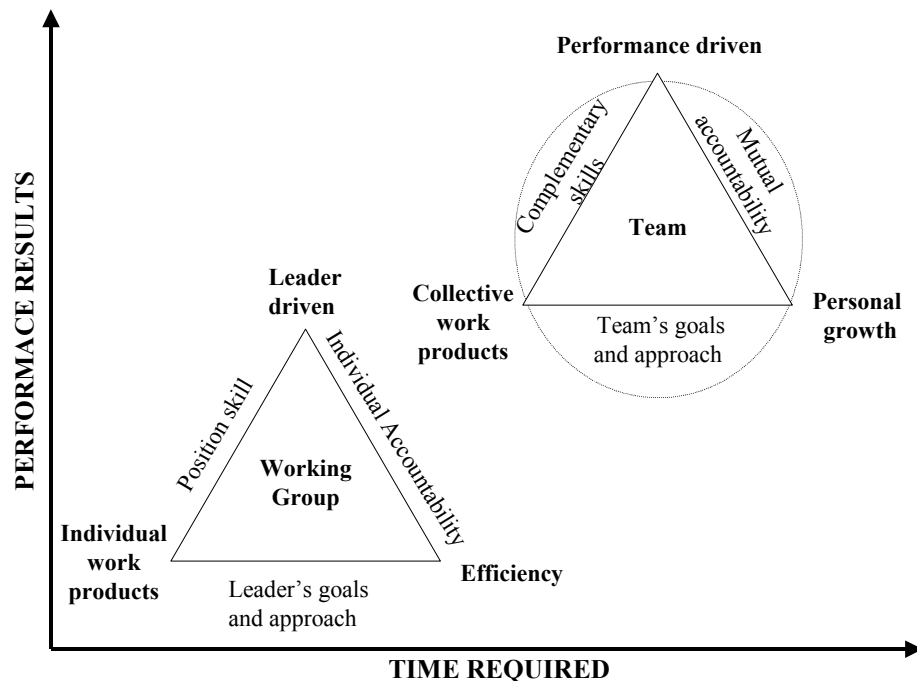 Performance driven
Complementary
skills
Mutual
accountability
Team
Collective
work
products
Personal
growth
Team’s goals
and approach
Leader
driven
Position skill
Individual Accountability
Working
Group
Individual
work
products
Efficiency
Leader’s goals
and approach
PERFORMACE RESULTS
TIME REQUIRED